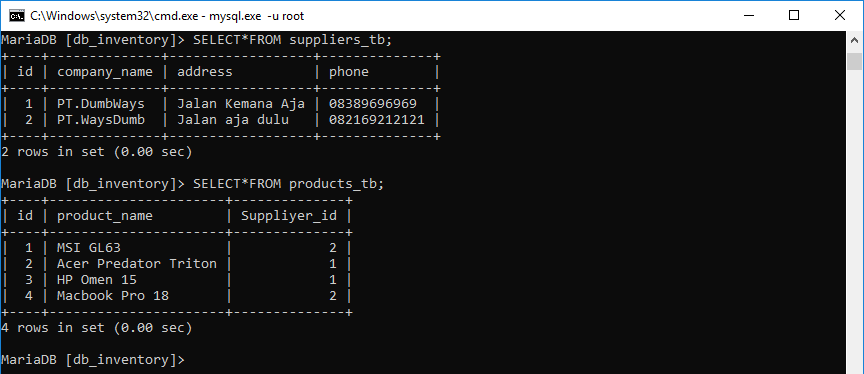 C:\Windows\system32\cmd.exe - mysql.exe  -u root
MariaDB [db_inventory]> SELECT*FROM suppliers_tb;
+----+--------------+------------------+--------------+
| id | company_name | address          | phone        |
+----+--------------+------------------+--------------+
|  1 | PT.DumbWays  | Jalan Kemana Aja | 08389696969  |
|  2 | PT.WaysDumb  | Jalan aja dulu   | 082169212121 |
+----+--------------+------------------+--------------+
2 rows in set (0.00 sec)
MariaDB [db_inventory]> SELECT*FROM products_tb;
+----+----------------------+--------------+
| id | product_name         | Suppliyer_id |
+----+----------------------+--------------+
|  1 | MSI GL63             |            2 |
|  2 | Acer Predator Triton |            1 |
|  3 | HP Omen 15           |            1 |
|  4 | Macbook Pro 18       |            2 |
+----+----------------------+--------------+
4 rows in set (0.00 sec)
MariaDB [db_inventory]>